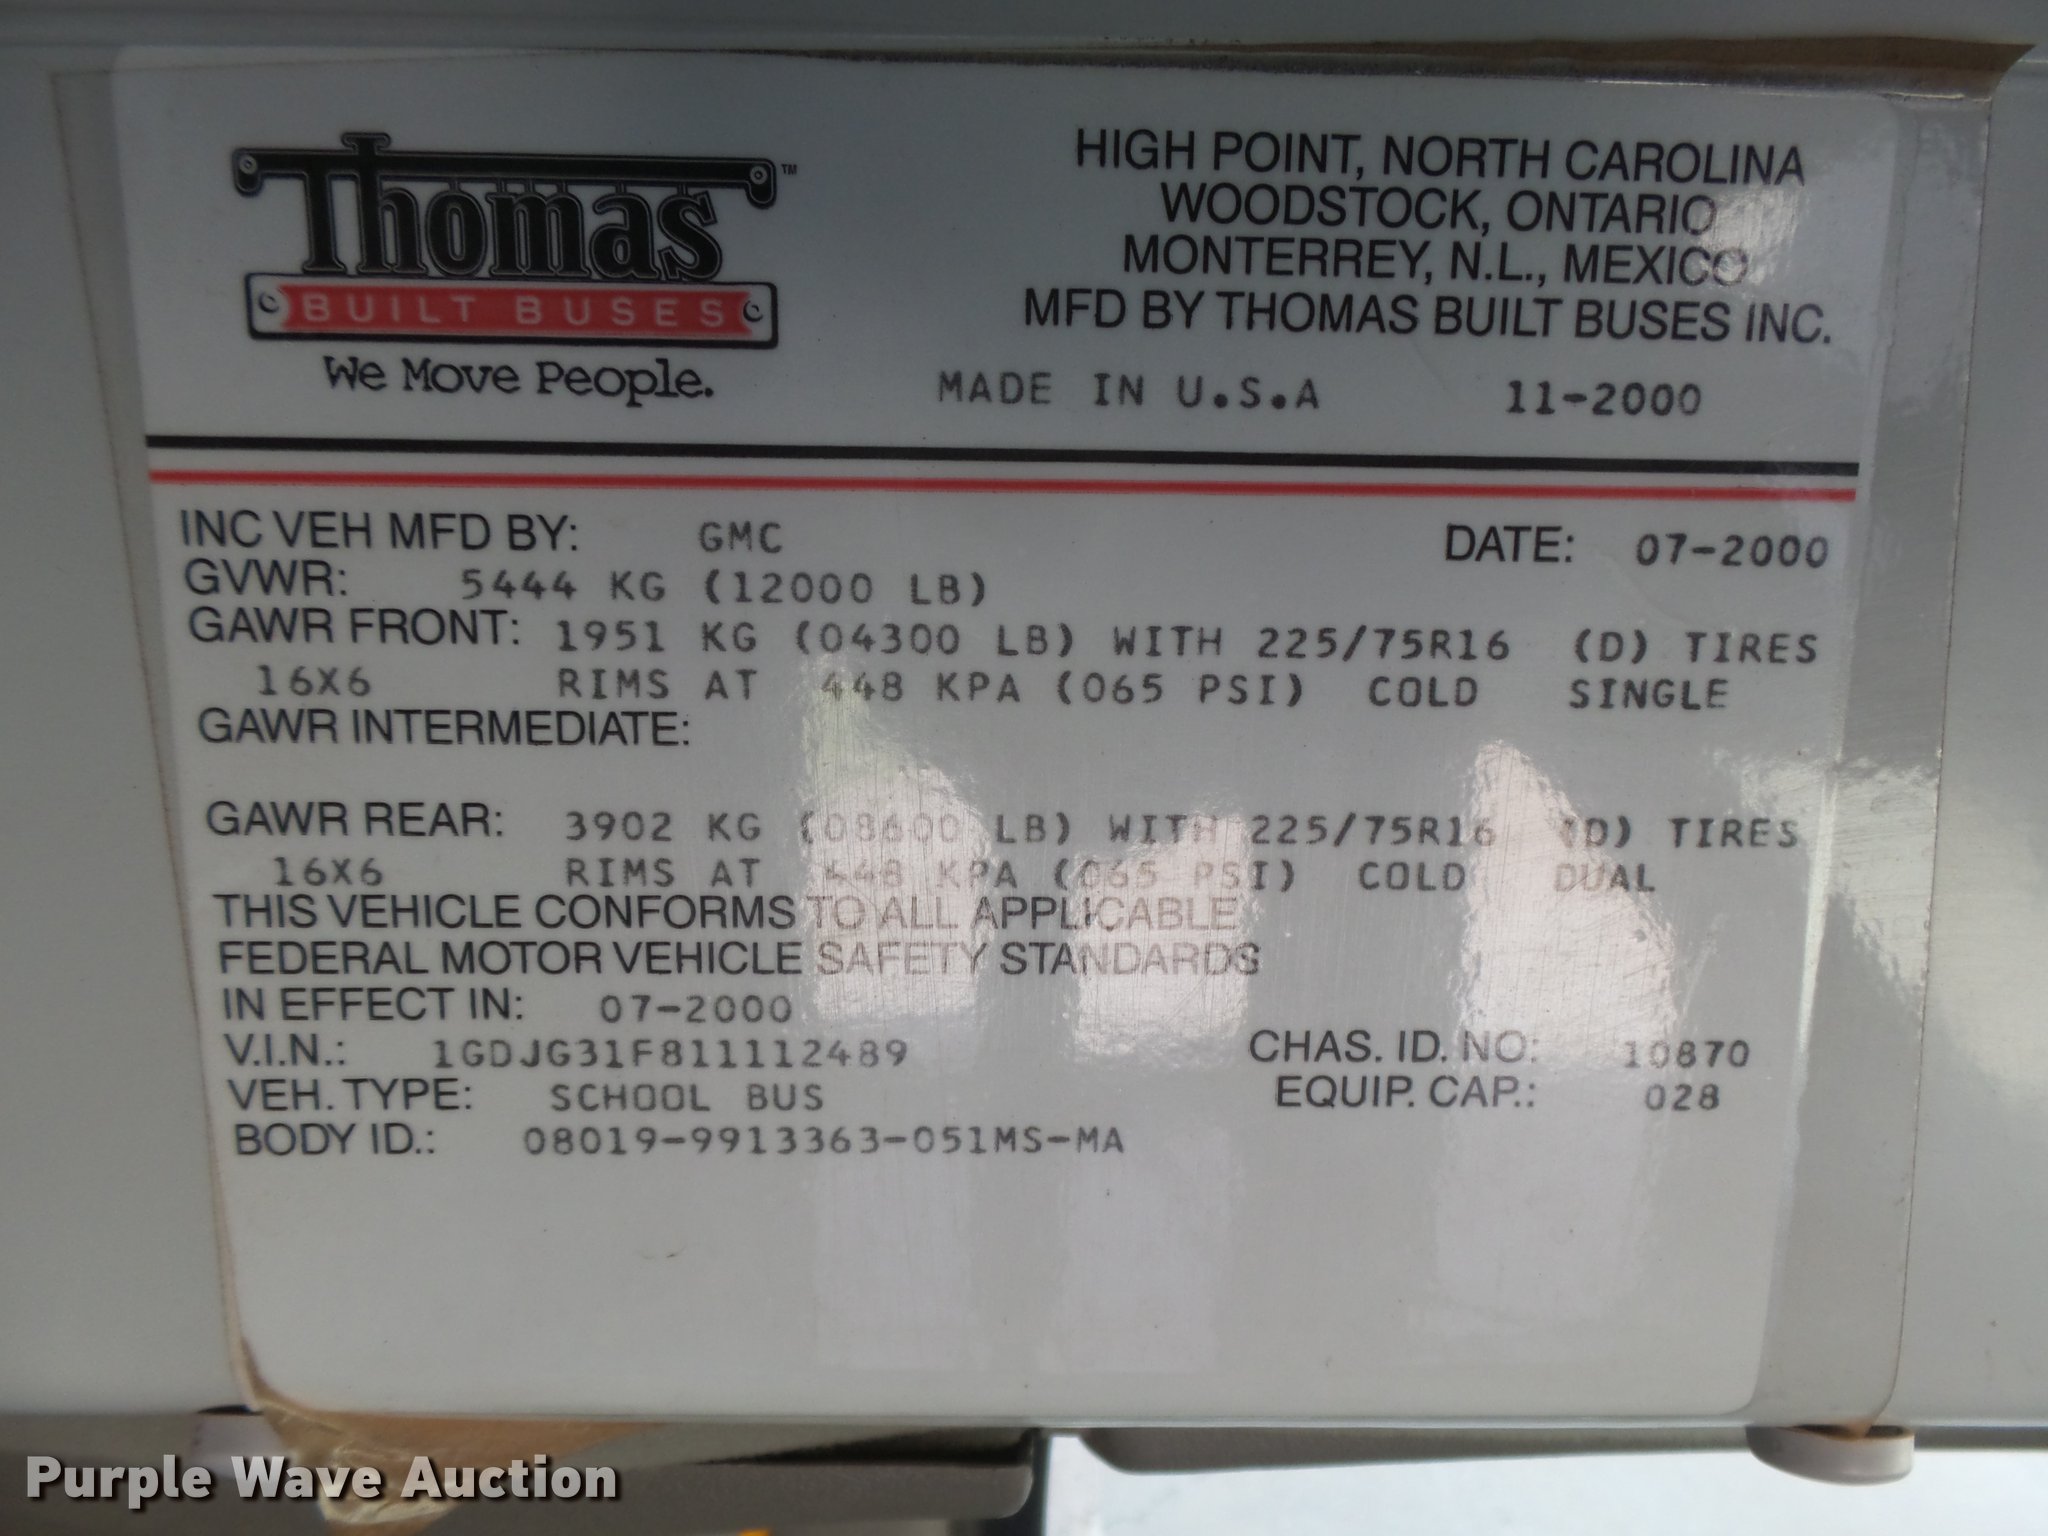 Thomas™
BUILT BUSES
We Move People.
HIGH POINT, NORTH CAROLINA
WOODSTOCK, ONTARIO
MONTERREY, N.L., MEXICO
MFD BY THOMAS BUILT BUSES INC.
MADE IN U.S.A 11-2000
INC VEH MFD BY: GMC DATE: 07-2000
GVWR: 5444 KG (12000 LB)
GAWR FRONT: 1951 KG (04300 LB) WITH 225/75R16 (D) TIRES
16X6 RIMS AT 448 KPA (065 PSI) COLD SINGLE
GAWR INTERMEDIATE:
GAWR REAR: 3902 KG (08600 LB) WITH 225/75R16 (D) TIRES
16X6 RIMS AT 448 KPA (065 PSI) COLD DUAL
THIS VEHICLE CONFORMS TO ALL APPLICABLE
FEDERAL MOTOR VEHICLE SAFETY STANDARDS
IN EFFECT IN: 07-2000
V.I.N.: 1GDJG31F811112489 CHAS. ID. NO: 10870
VEH. TYPE: SCHOOL BUS EQUIP. CAP.: 028
BODY ID.: 08019-9913363-051MS-MA
Purple Wave Auction